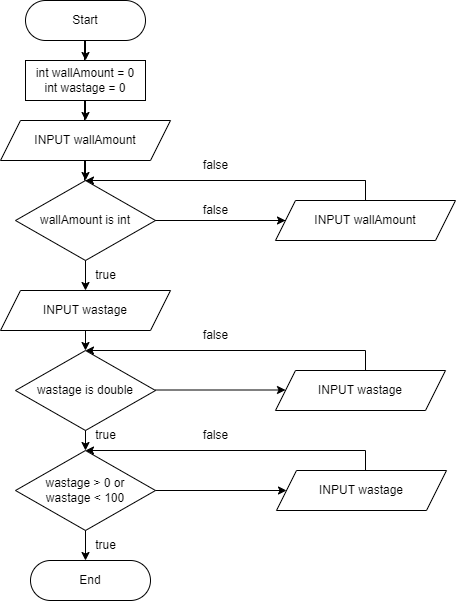 Start
int wallAmount = 0
int wastage = 0
INPUT wallAmount
false
wallAmount is int
false
INPUT wallAmount
true
INPUT wastage
false
wastage is double
INPUT wastage
true
false
wastage > 0 or
wastage < 100
INPUT wastage
true
End